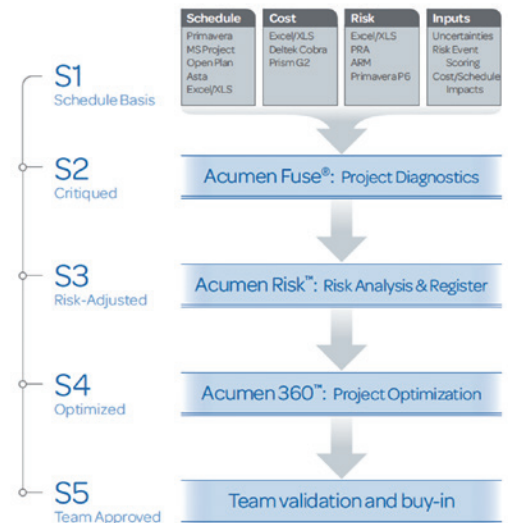 Schedule
Primavera
MS Project
Open Plan
Asta
Excel/XLS
Cost
Excel/XLS
Deltek Cobra
Prism G2
Risk
Excel/XLS
PRA
ARM
Primavera P6
Inputs
Uncertainties
Risk Event
Scoring
Cost/Schedule
Impacts
S1
Schedule Basis
S2
Critiqued
Acumen Fuse®: Project Diagnostics
S3
Risk-Adjusted
Acumen Risk™: Risk Analysis & Register
S4
Optimized
Acumen 360™: Project Optimization
S5
Team Approved
Team validation and buy-in